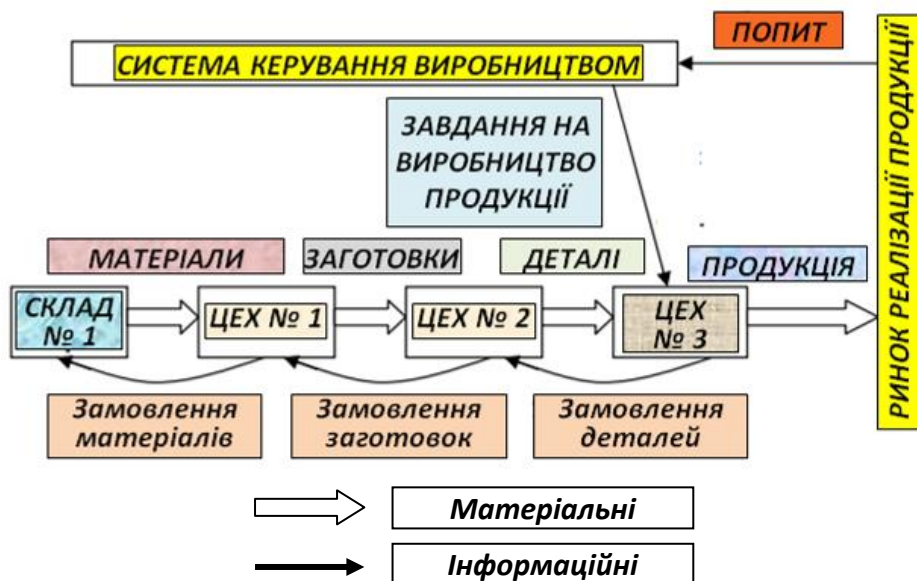 ПОПИТ
СИСТЕМА КЕРУВАННЯ ВИРОБНИЦТВОМ
ЗАВДАННЯ НА
ВИРОБНИЦТВО
ПРОДУКЦІЇ
РИНОК РЕАЛІЗАЦІЇ ПРОДУКЦІЇ
МАТЕРІАЛИ
ЗАГОТОВКИ
ДЕТАЛІ
ПРОДУКЦІЯ
СКЛАД
№ 1
ЦЕХ № 1
ЦЕХ № 2
ЦЕХ
№ 3
Замовлення
матеріалів
Замовлення
заготовок
Замовлення
деталей
Матеріальні
Інформаційні